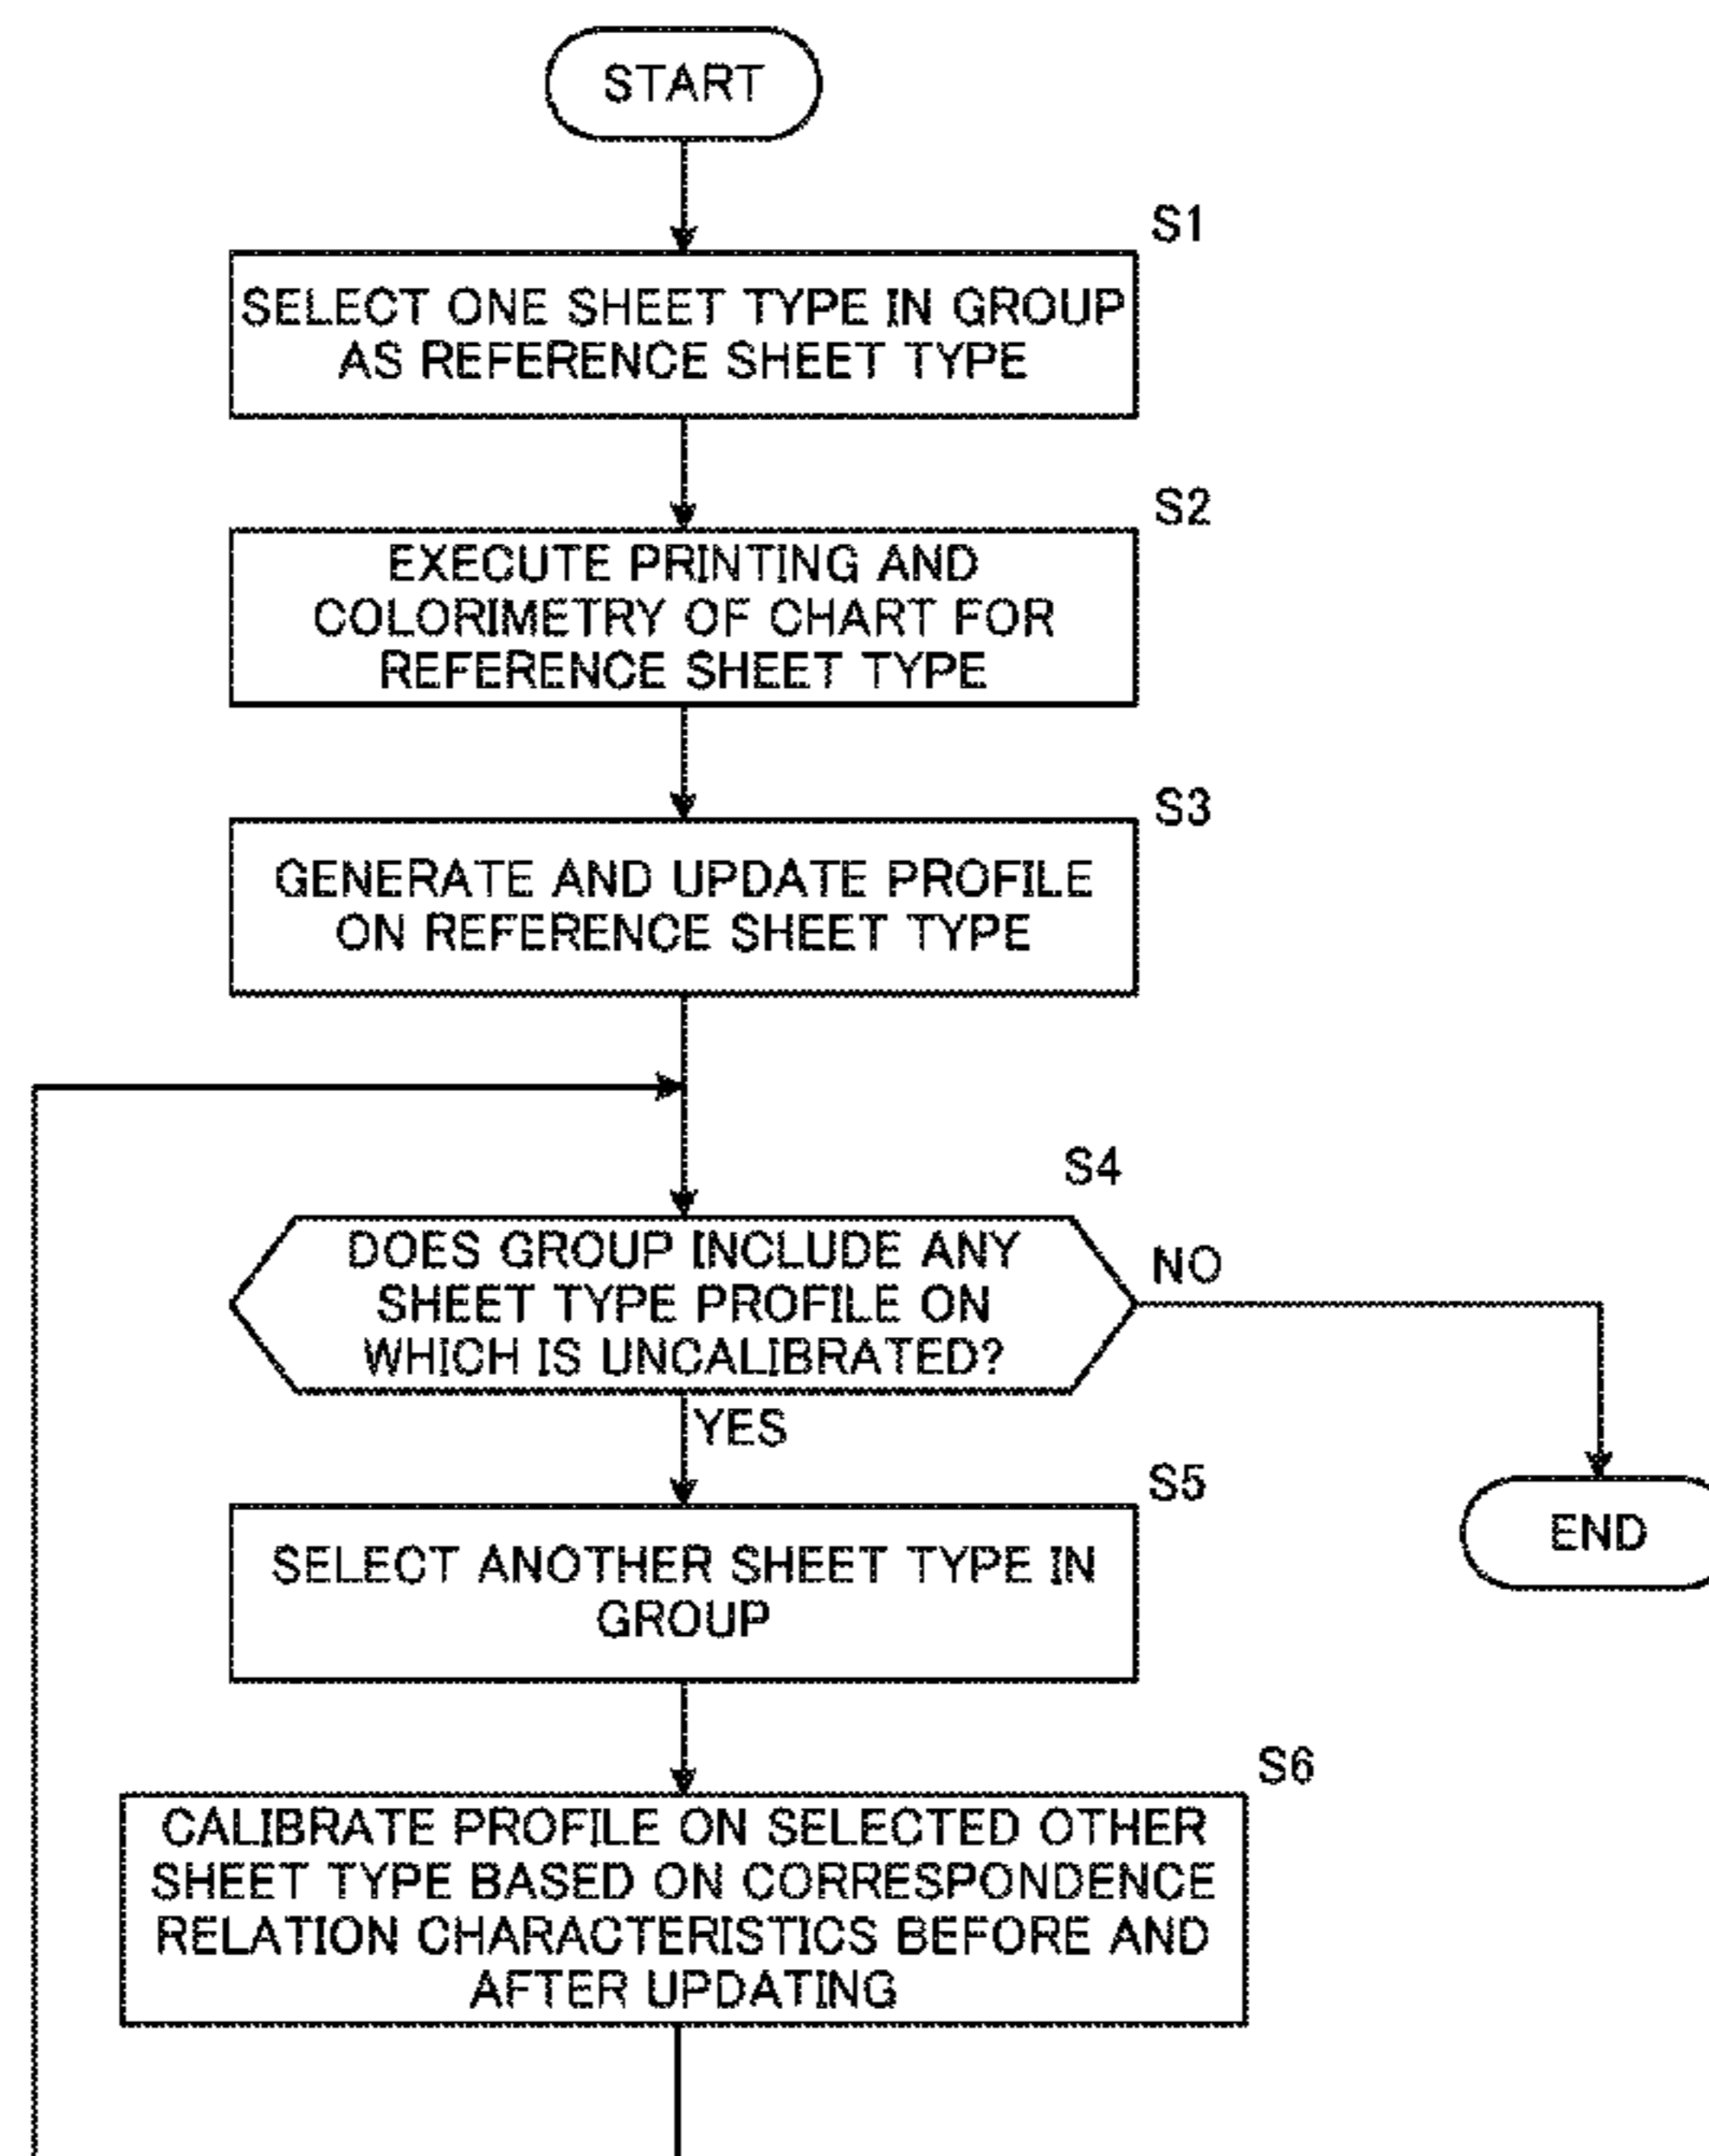 START
S1
SELECT ONE SHEET TYPE IN GROUP
AS REFERENCE SHEET TYPE
S2
EXECUTE PRINTING AND
COLORIMETRY OF CHART FOR
REFERENCE SHEET TYPE
S3
GENERATE AND UPDATE PROFILE
ON REFERENCE SHEET TYPE
S4
DOES GROUP INCLUDE ANY
SHEET TYPE PROFILE ON
WHICH IS UNCALIBRATED?
NO
YES
S5
SELECT ANOTHER SHEET TYPE IN
GROUP
END
S6
CALIBRATE PROFILE ON SELECTED OTHER
SHEET TYPE BASED ON CORRESPONDENCE
RELATION CHARACTERISTICS BEFORE AND
AFTER UPDATING